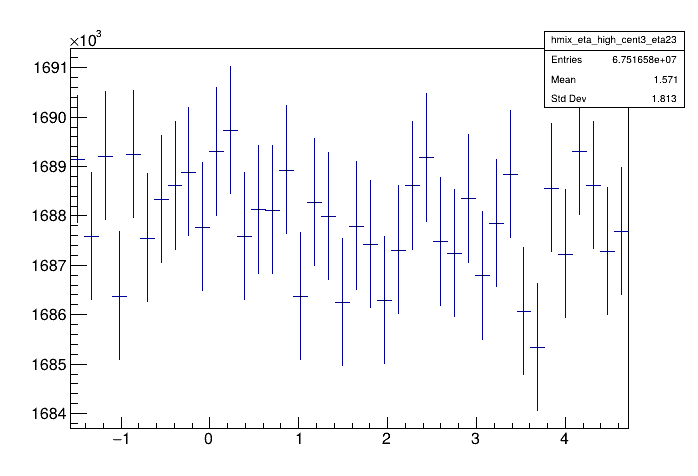 ×10³
hmix_eta_high_cent3_eta23
Entries 6.751658e+07
Mean 1.571
Std Dev 1.813
1691
1690
1689
1688
1687
1686
1685
1684
−1 0 1 2 3 4